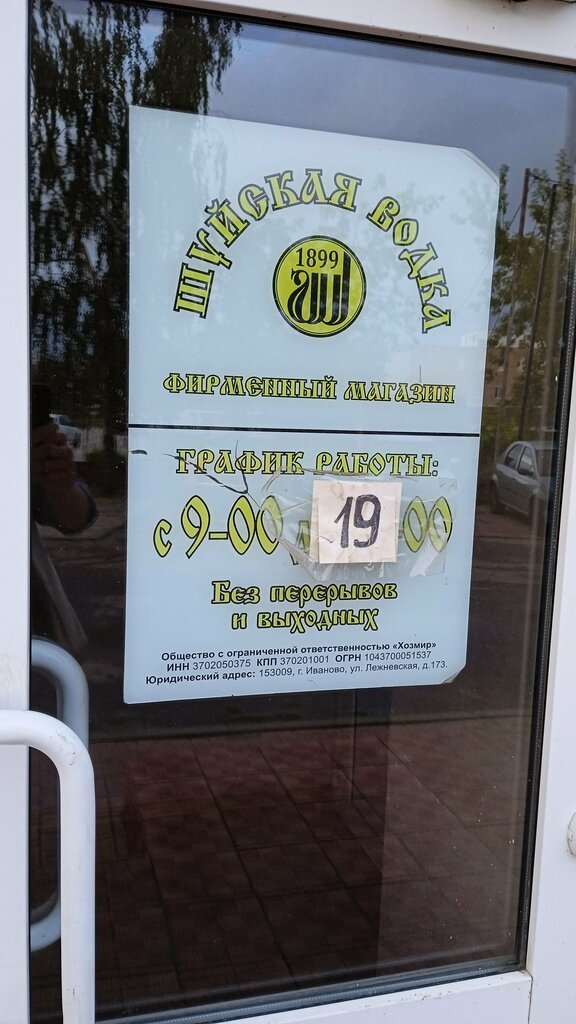 ШУЙСКАЯ ВОДКА
1899
ФИРМЕННЫЙ МАГАЗИН
ГРАФИК РАБОТЫ:
с 9-00 д 19 -00
Без перерывов
и выходных
Общество с ограниченной ответственностью «Хозмир»
ИНН 3702050375 КПП 370201001 ОГРН 1043700051537
Юридический адрес: 153009, г. Иваново, ул. Лежневская, д.173.